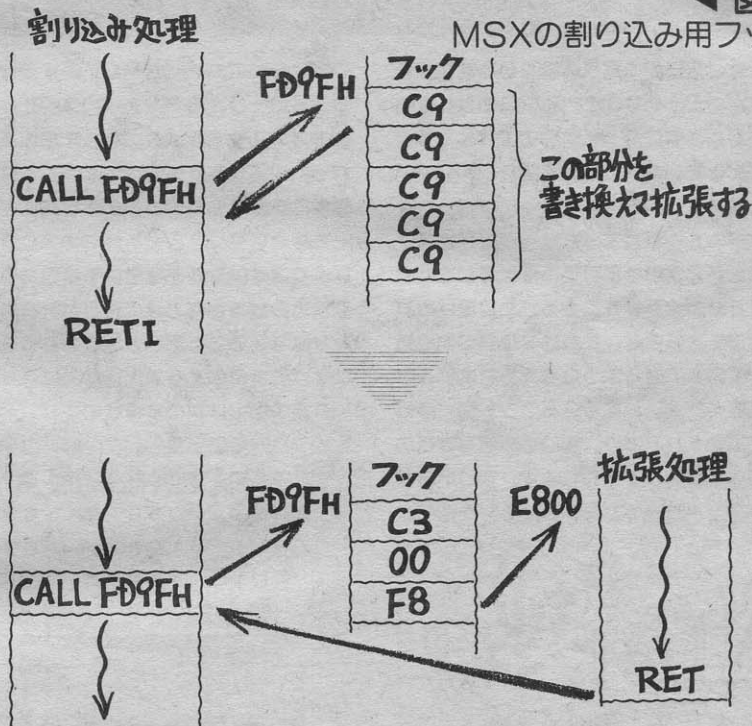 MSXの割り込み用フッ
割り込み処理
CALL FD9FH
RETI
FD9FH
フック
C9
C9
C9
C9
C9
この部分を
書き換えて拡張する
CALL FD9FH
FD9FH
フック
C3
00
F8
E800
拡張処理
RET